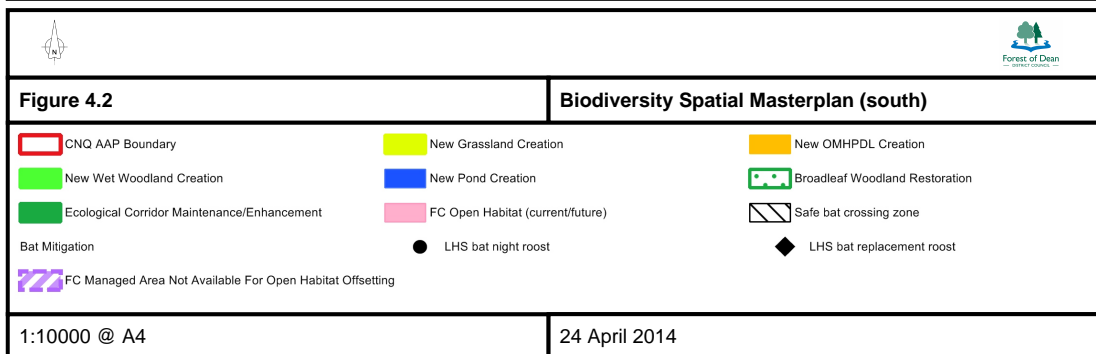 N
Forest of Dean
DISTRICT COUNCIL
Figure 4.2
Biodiversity Spatial Masterplan (south)
CNQ AAP Boundary
New Grassland Creation
New OMHPDL Creation
New Wet Woodland Creation
New Pond Creation
Broadleaf Woodland Restoration
Ecological Corridor Maintenance/Enhancement
FC Open Habitat (current/future)
Safe bat crossing zone
Bat Mitigation
LHS bat night roost
LHS bat replacement roost
FC Managed Area Not Available For Open Habitat Offsetting
1:10000 @ A4
24 April 2014